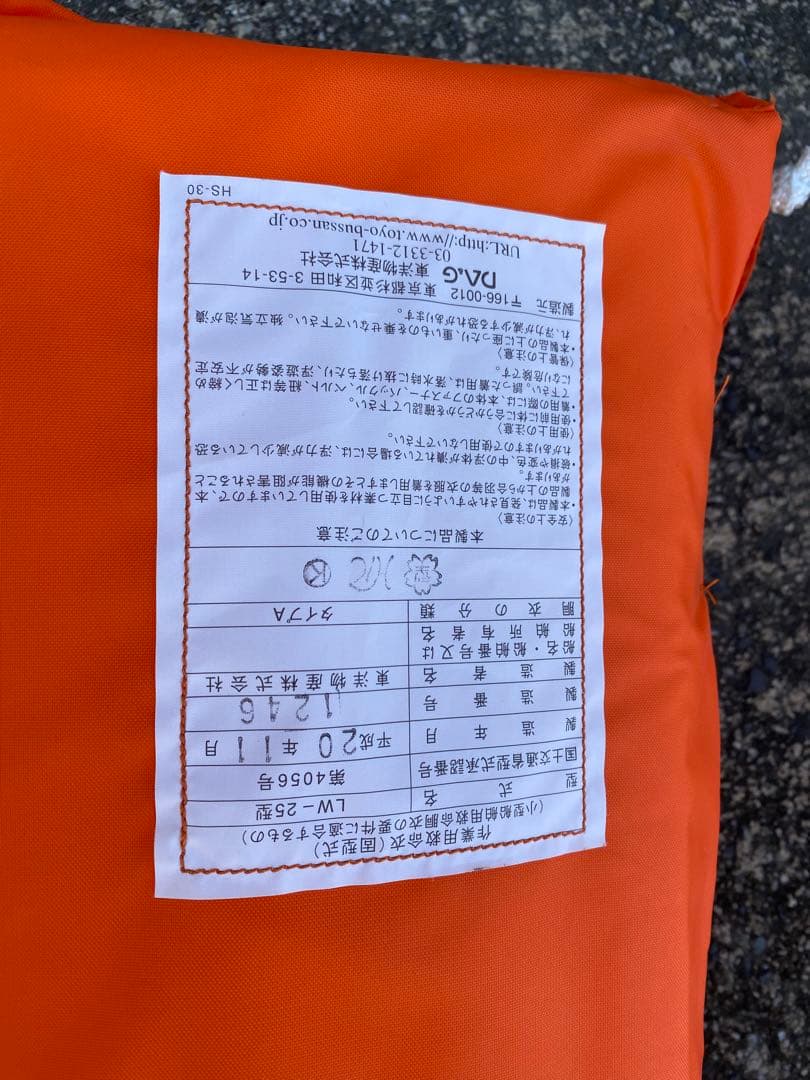 作業用救命衣(固型式)
(小型船舶用救命胴衣の要件に適合するもの)
型式名 LW－25型
国土交通省型式承認番号 第4056号
製造年月 平成20年11月
製造番号 1246
製造者名 東洋物産株式会社
船名・船舶番号又は
船舶所有者名
胴衣の分類 タイプA
型 K
本製品についてのご注意
〈安全上の注意〉
・本製品は、発見されやすいように目立つ素材を使用していますので、本
製品の上から合羽等の衣服を着用しますとその機能が阻害されること
があります。
・破損や変色、中の浮体が潰れている場合には、浮力が減少している恐
れがありますので使用しないで下さい。
〈使用上の注意〉
・使用前に体に合うかどうかを確認して下さい。
・着用の際には、本体のファスナー、バックル、ベルト、紐等は正しく締め
て下さい。誤った着用は、落水時に抜け落ちたり、浮遊姿勢が不安定
になり危険です。
〈保管上の注意〉
・本製品の上に座ったり、重いものを乗せないで下さい。独立気泡が潰
れ、浮力が減少する恐れがあります。
製造元 〒166-0012 東京都杉並区和田 3-53-14
DA.G 東洋物産株式会社
03-3312-1471
URL:http://www.toyo-bussan.co.jp
HS-30